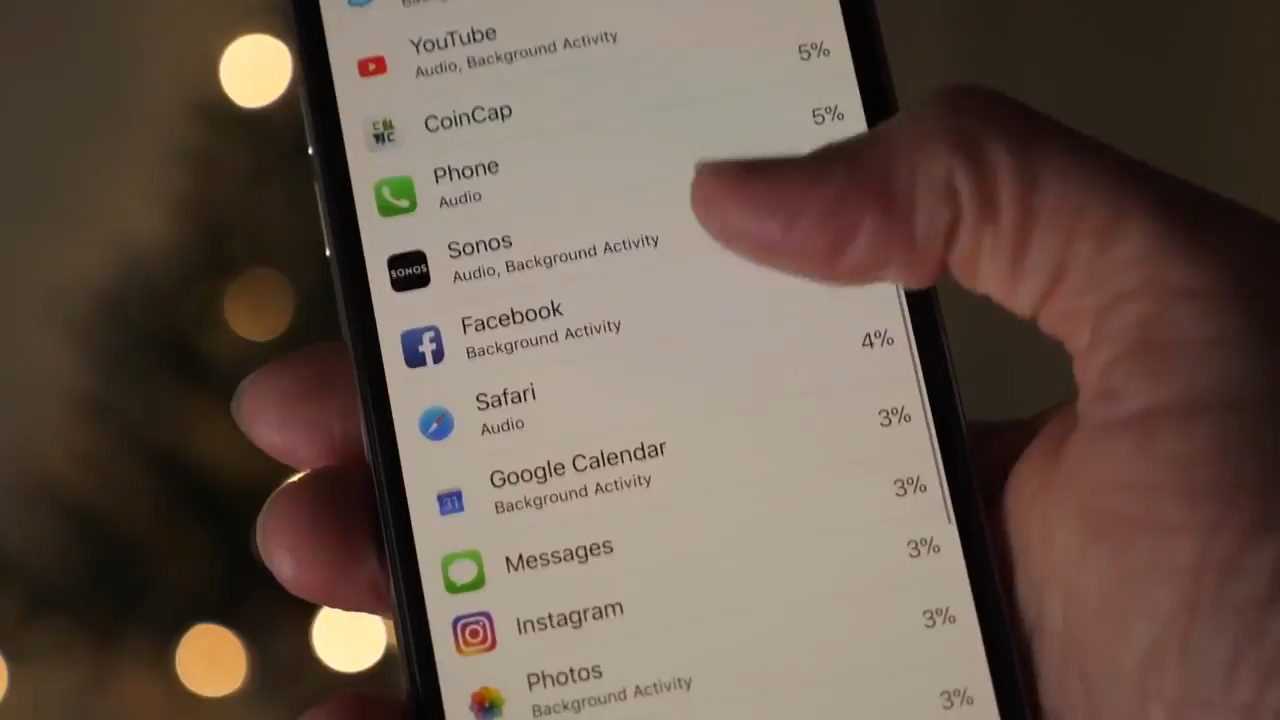 YouTube
Audio, Background Activity
5%
CoinCap
5%
Phone
Audio
Sonos
SONOS
Audio, Background Activity
Facebook
Background Activity
4%
Safari
Audio
3%
Google Calendar
31
Background Activity
3%
Messages
3%
Instagram
3%
Photos
Background Activity
3%